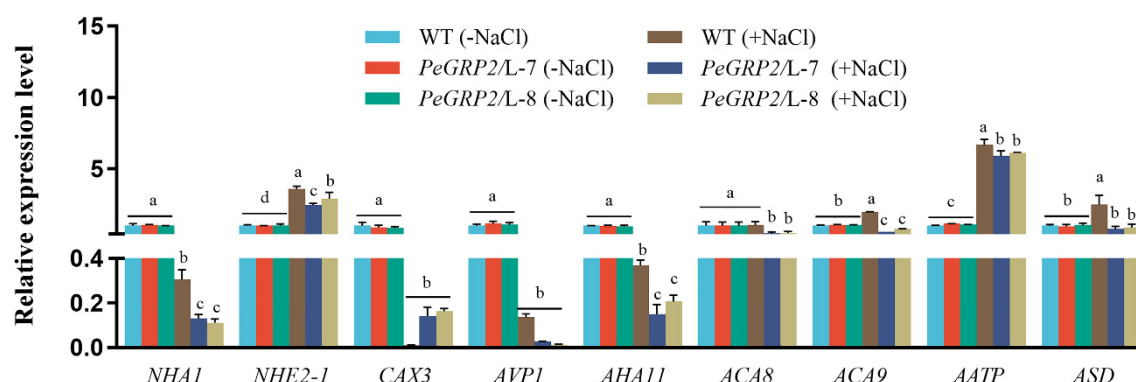 Relative expression level
15
10
5
0.4
0.2
0.0
WT (-NaCl)
WT (+NaCl)
PeGRP2/L-7 (-NaCl)
PeGRP2/L-7 (+NaCl)
PeGRP2/L-8 (-NaCl)
PeGRP2/L-8 (+NaCl)
a b c c
d a c b
a b
a b
a b c c
a b b
b a c c
c a b b
b a b b
NHA1 NHE2-1 CAX3 AVP1 AHA11 ACA8 ACA9 AATP ASD